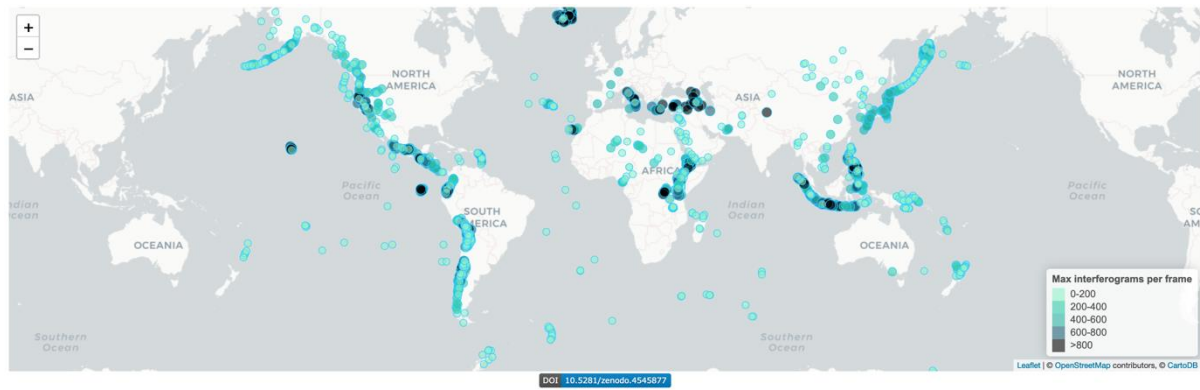 +
−
NORTH
AMERICA
ASIA
ASIA
NORTH
AMERICA
AFRICA
Pacific
Ocean
Pacific
Ocean
Indian
Ocean
SOUTH
AMERICA
OCEANIA
OCEANIA
Southern
Ocean
Southern
Ocean
Max interferograms per frame
0-200
200-400
400-600
600-800
>800
Leaflet | © OpenStreetMap contributors, © CartoDB
DOI 10.5281/zenodo.4545877